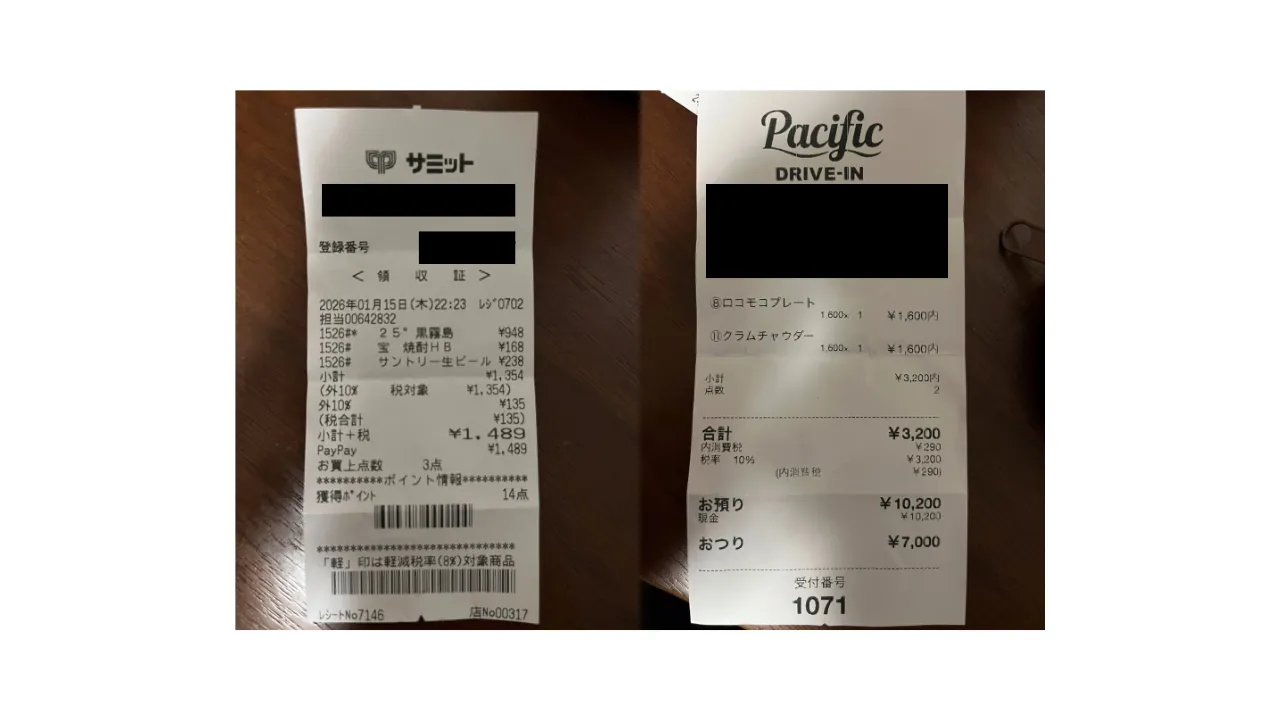 サミット
登録番号
＜ 領 収 証 ＞
2026年01月15日(木)22:23 ﾚｼﾞ0702
担当00642832
1526#* ２５°黒霧島 ¥948
1526# 宝 焼酎ＨＢ ¥168
1526# サントリー生ビール ¥238
小計 ¥1,354
(外10% 税対象 ¥1,354)
外10% ¥135
(税合計 ¥135)
小計＋税 ¥1,489
PayPay ¥1,489
お買上点数 3点
**********ポイント情報**********
獲得ﾎﾟｲﾝﾄ 14点
******************************
「軽」印は軽減税率(8%)対象商品
ﾚｼｰﾄNo7146 店No00317
Pacific
DRIVE-IN
⑧ロコモコプレート
1,600x 1 ￥1,600内
⑪クラムチャウダー
1,600x 1 ￥1,600内
小計 ￥3,200内
点数 2
合計 ￥3,200
内消費税 ￥290
税率 10% ￥3,200
(内消費税 ￥290)
お預り ￥10,200
現金 ￥10,200
おつり ￥7,000
受付番号
1071